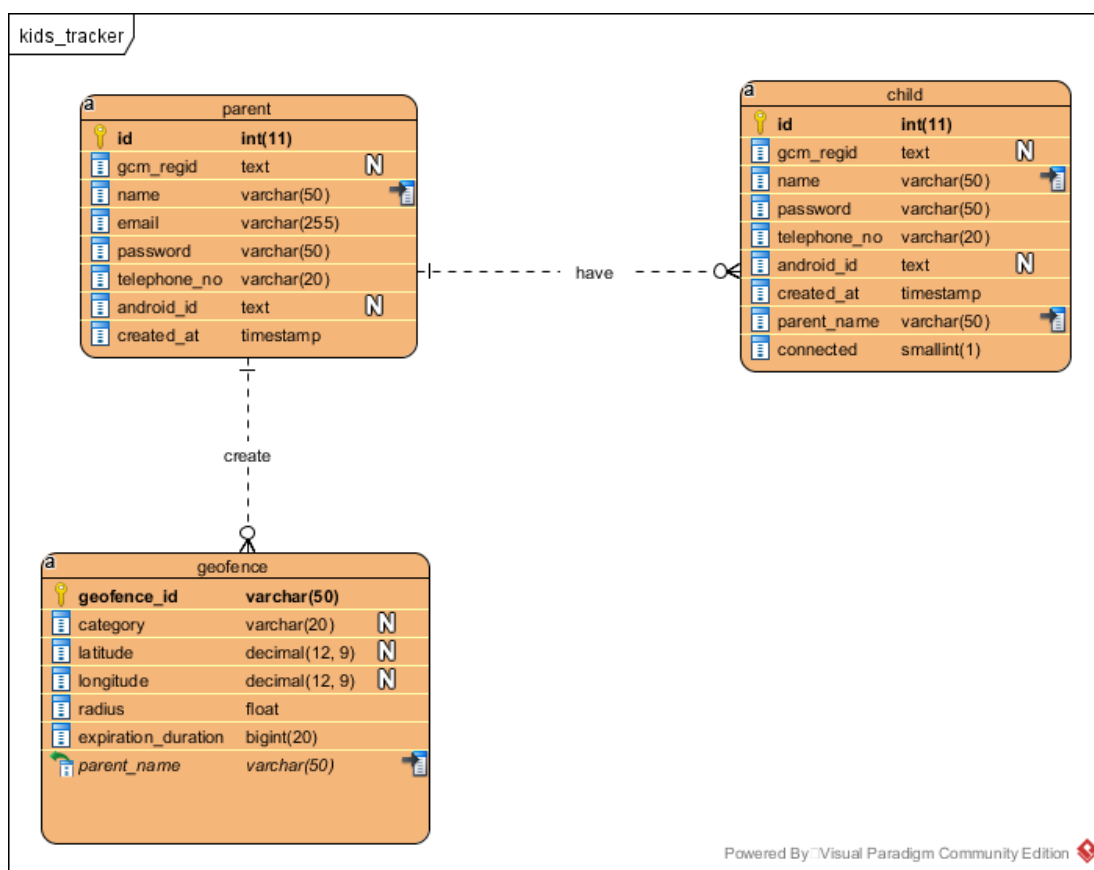 kids_tracker
a
parent
id int(11)
gcm_regid text N
name varchar(50)
email varchar(255)
password varchar(50)
telephone_no varchar(20)
android_id text N
created_at timestamp
have
a
child
id int(11)
gcm_regid text N
name varchar(50)
password varchar(50)
telephone_no varchar(20)
android_id text N
created_at timestamp
parent_name varchar(50)
connected smallint(1)
create
a
geofence
geofence_id varchar(50)
category varchar(20) N
latitude decimal(12, 9) N
longitude decimal(12, 9) N
radius float
expiration_duration bigint(20)
parent_name varchar(50)
Powered By Visual Paradigm Community Edition